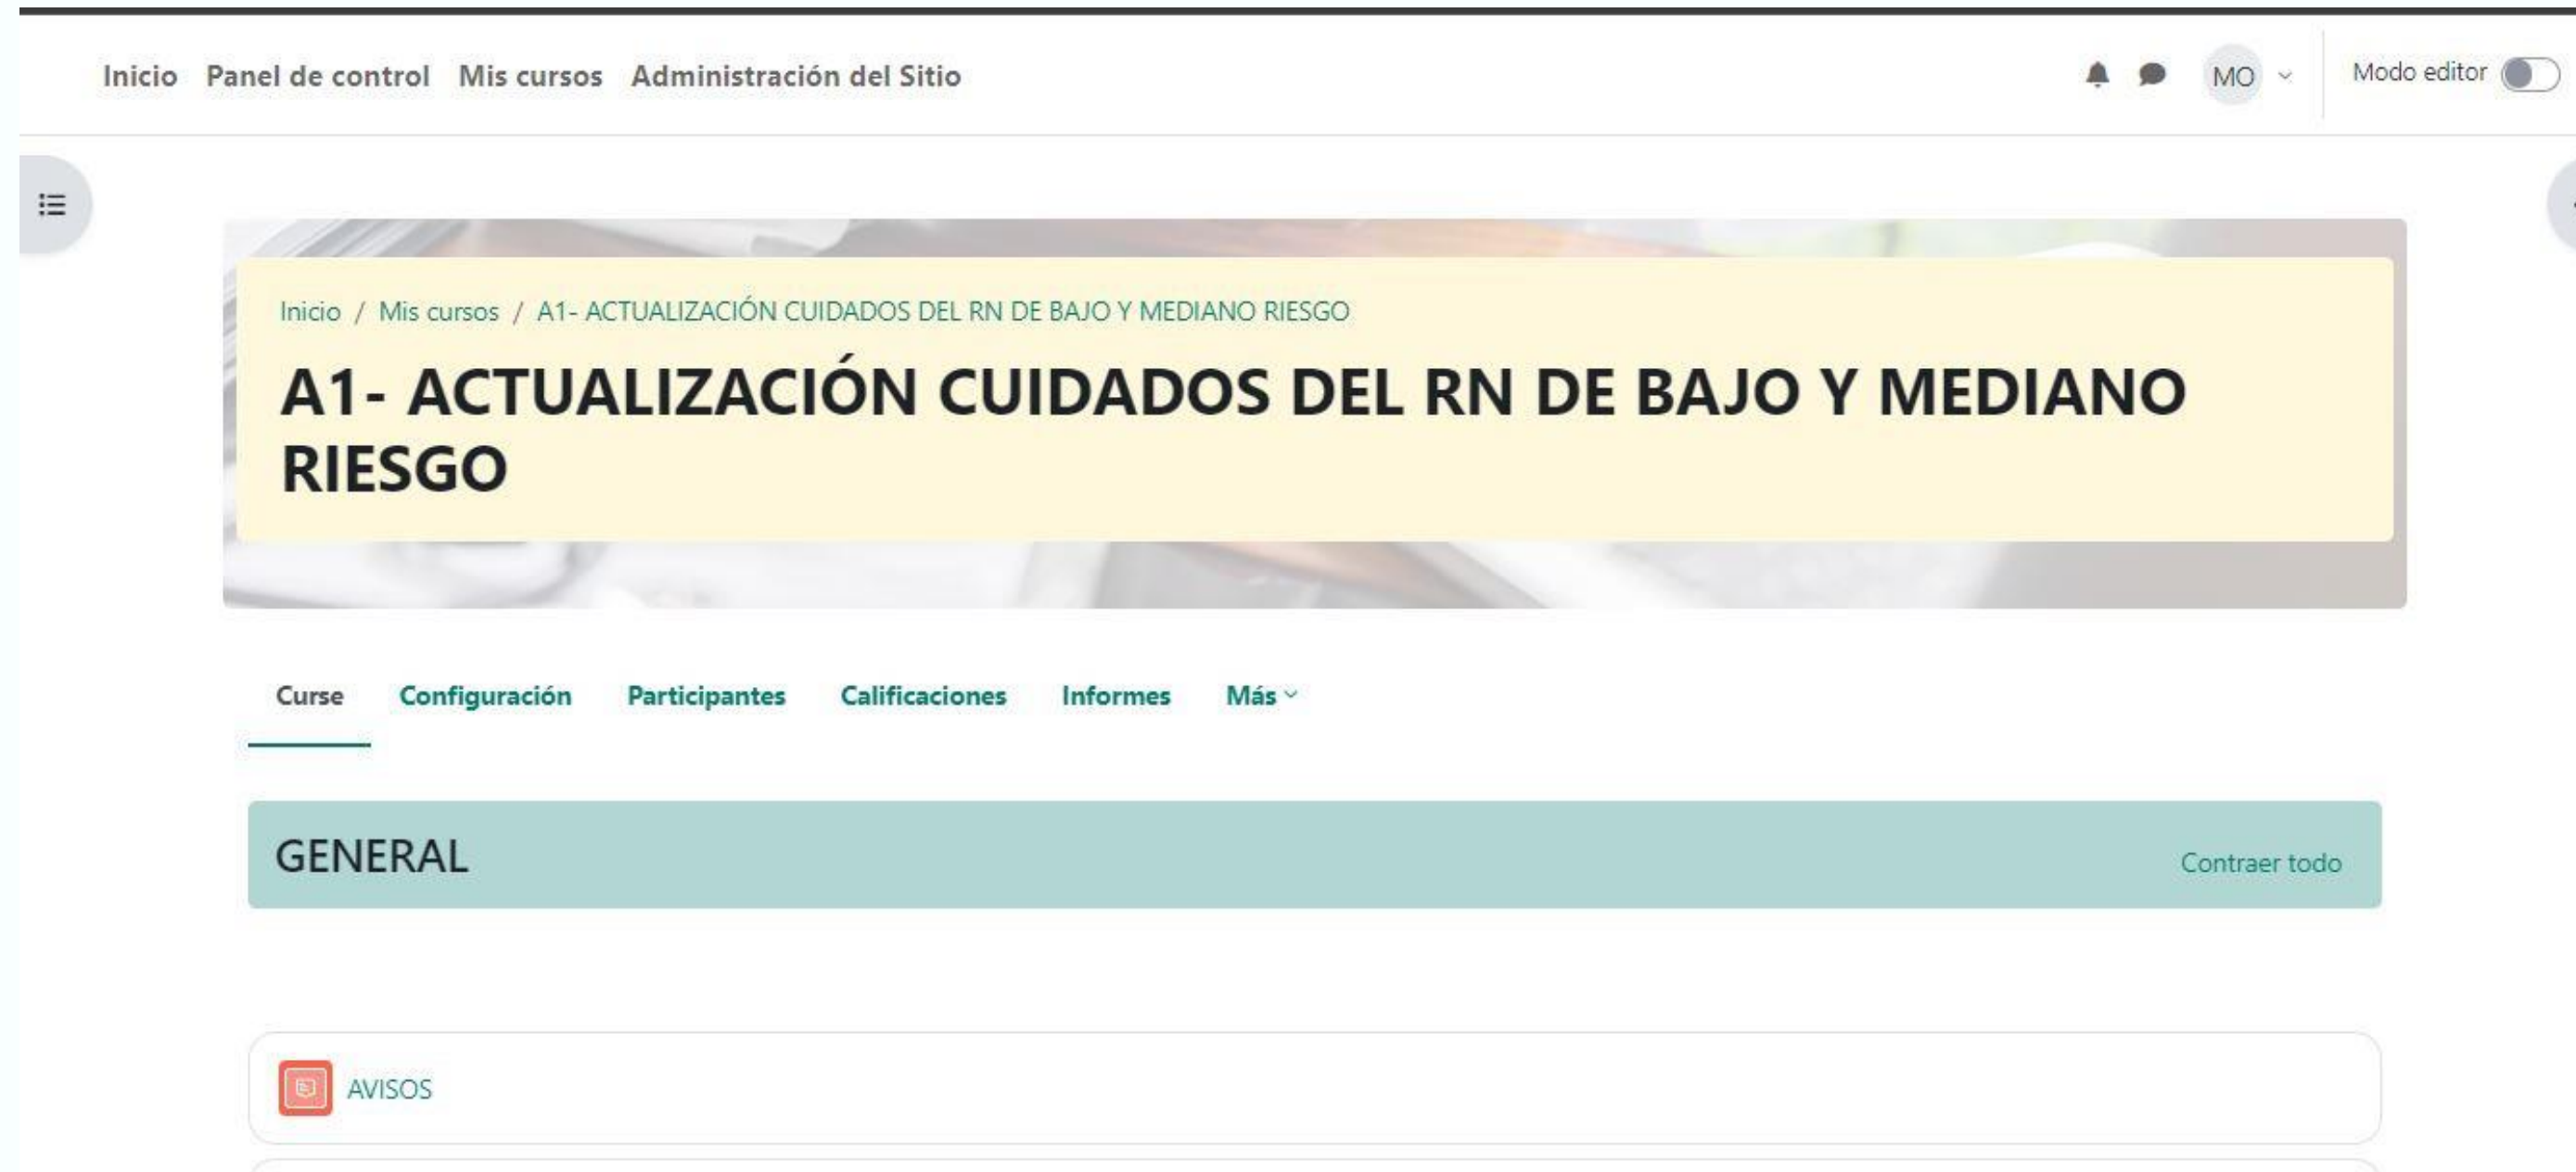 Inicio Panel de control Mis cursos Administración del Sitio MO Modo editor
Inicio / Mis cursos / A1- ACTUALIZACIÓN CUIDADOS DEL RN DE BAJO Y MEDIANO RIESGO
A1- ACTUALIZACIÓN CUIDADOS DEL RN DE BAJO Y MEDIANO
RIESGO
Curse Configuración Participantes Calificaciones Informes Más
GENERAL Contraer todo
AVISOS